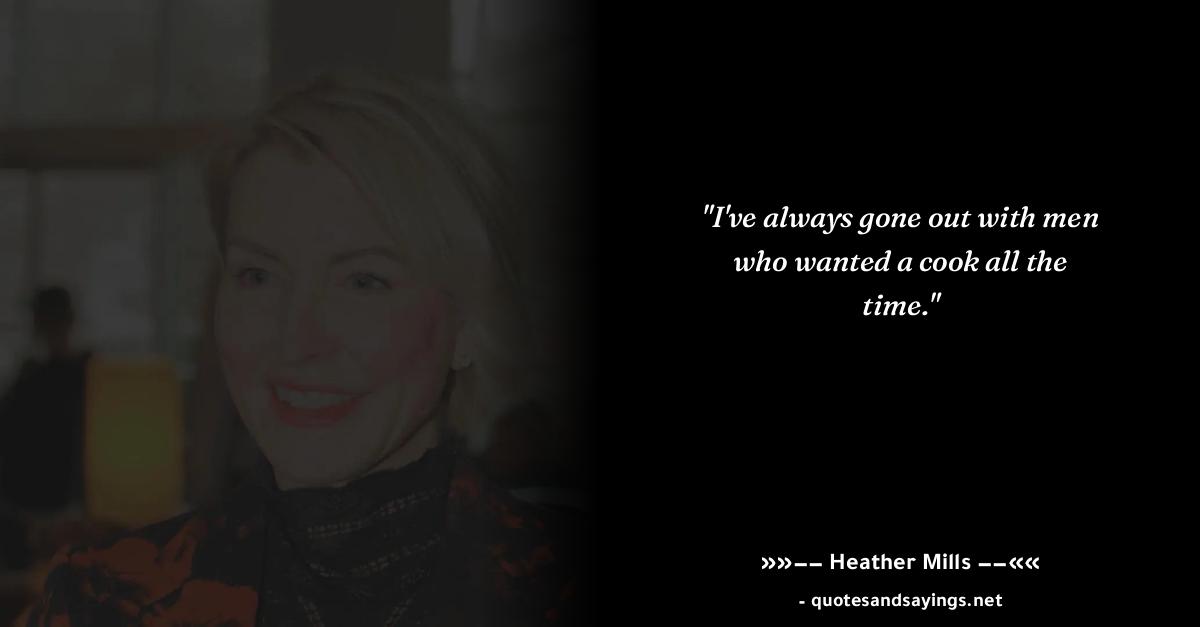 "I've always gone out with men
who wanted a cook all the
time."
»»—— Heather Mills ——««
- quotesandsayings.net